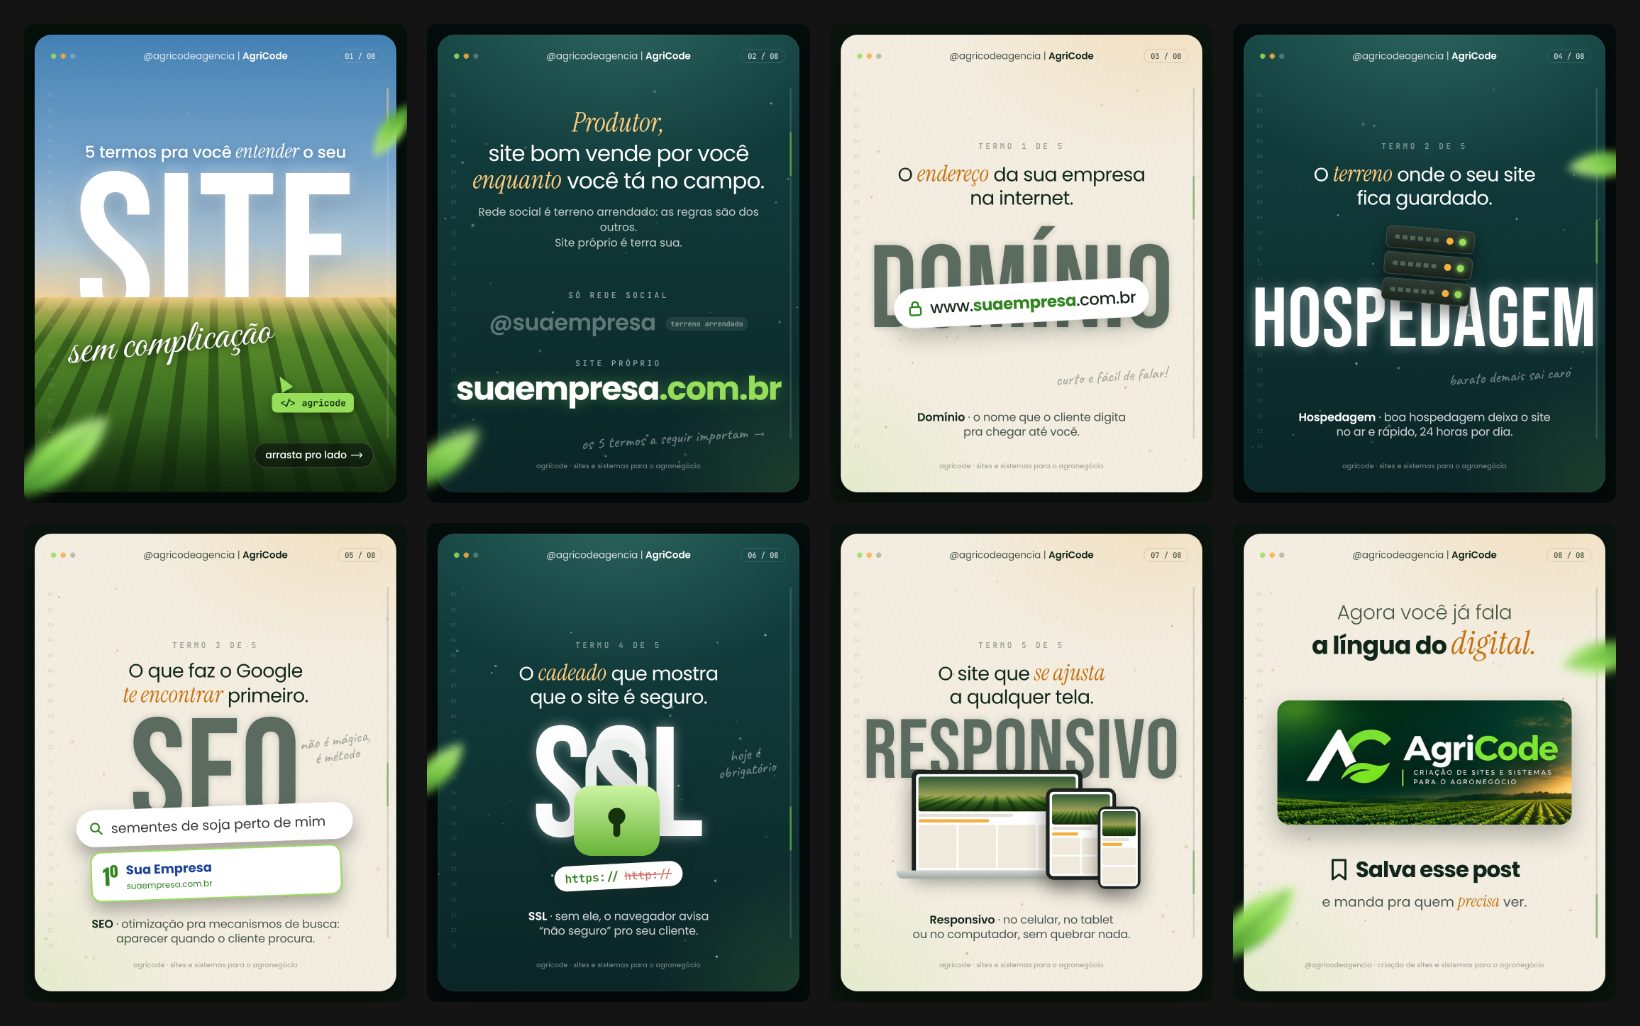 @agricodeagencia | AgriCode
01 / 08
5 termos pra você entender o seu
SITE
sem complicação
</> agricode
arrasta pro lado →
@agricodeagencia | AgriCode
02 / 08
Produtor,
site bom vende por você
enquanto você tá no campo.
Rede social é terreno arrendado: as regras são dos
outros.
Site próprio é terra sua.
SÓ REDE SOCIAL
@suaempresa terreno arrendado
SITE PRÓPRIO
suaempresa.com.br
os 5 termos a seguir importam →
agricode · sites e sistemas para o agronegócio
@agricodeagencia | AgriCode
03 / 08
TERMO 1 DE 5
O endereço da sua empresa
na internet.
DOMÍNIO
www.suaempresa.com.br
curto e fácil de falar!
Domínio · o nome que o cliente digita
pra chegar até você.
agricode · sites e sistemas para o agronegócio
@agricodeagencia | AgriCode
04 / 08
TERMO 2 DE 5
O terreno onde o seu site
fica guardado.
HOSPEDAGEM
barato demais sai caro
Hospedagem · boa hospedagem deixa o site
no ar e rápido, 24 horas por dia.
agricode · sites e sistemas para o agronegócio
@agricodeagencia | AgriCode
05 / 08
TERMO 3 DE 5
O que faz o Google
te encontrar primeiro.
SEO
não é mágica,
é método
sementes de soja perto de mim
1º Sua Empresa
suaempresa.com.br
SEO · otimização pra mecanismos de busca:
aparecer quando o cliente procura.
agricode · sites e sistemas para o agronegócio
@agricodeagencia | AgriCode
06 / 08
TERMO 4 DE 5
O cadeado que mostra
que o site é seguro.
SSL
hoje é
obrigatório
https:// http://
SSL · sem ele, o navegador avisa
“não seguro” pro seu cliente.
agricode · sites e sistemas para o agronegócio
@agricodeagencia | AgriCode
07 / 08
TERMO 5 DE 5
O site que se ajusta
a qualquer tela.
RESPONSIVO
Responsivo · no celular, no tablet
ou no computador, sem quebrar nada.
agricode · sites e sistemas para o agronegócio
@agricodeagencia | AgriCode
08 / 08
Agora você já fala
a língua do digital.
AC AgriCode
CRIAÇÃO DE SITES E SISTEMAS
PARA O AGRONEGÓCIO
Salva esse post
e manda pra quem precisa ver.
@agricodeagencia · criação de sites e sistemas para o agronegócio